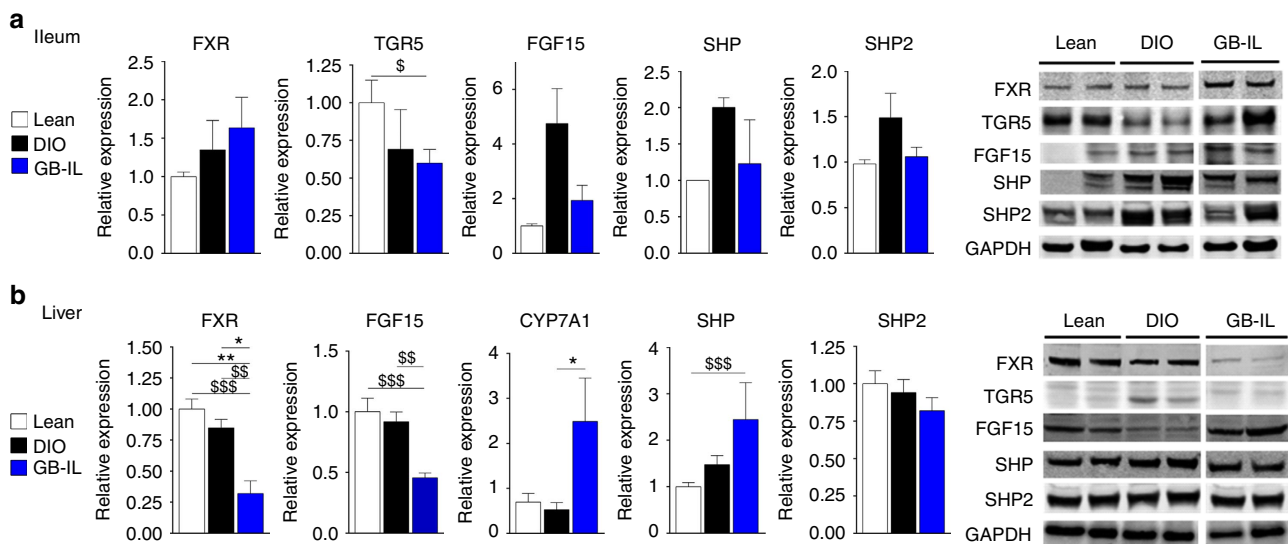 a
Ileum
Lean
DIO
GB-IL
FXR
Relative expression
2.5
2.0
1.5
1.0
0.5
0.0
TGR5
Relative expression
1.25
1.00
0.75
0.50
0.25
0.00
$
FGF15
Relative expression
6
4
2
0
SHP
Relative expression
2.5
2.0
1.5
1.0
0.5
0.0
SHP2
Relative expression
2.0
1.5
1.0
0.5
0.0
Lean DIO GB-IL
FXR
TGR5
FGF15
SHP
SHP2
GAPDH
b
Liver
Lean
DIO
GB-IL
FXR
Relative expression
1.50
1.25
1.00
0.75
0.50
0.25
0.00
*
**
$$
$$$
FGF15
Relative expression
1.5
1.0
0.5
0.0
$$
$$$
CYP7A1
Relative expression
4
3
2
1
0
*
SHP
Relative expression
4
3
2
1
0
$$$
SHP2
Relative expression
1.25
1.00
0.75
0.50
0.25
0.00
Lean DIO GB-IL
FXR
TGR5
FGF15
SHP
SHP2
GAPDH